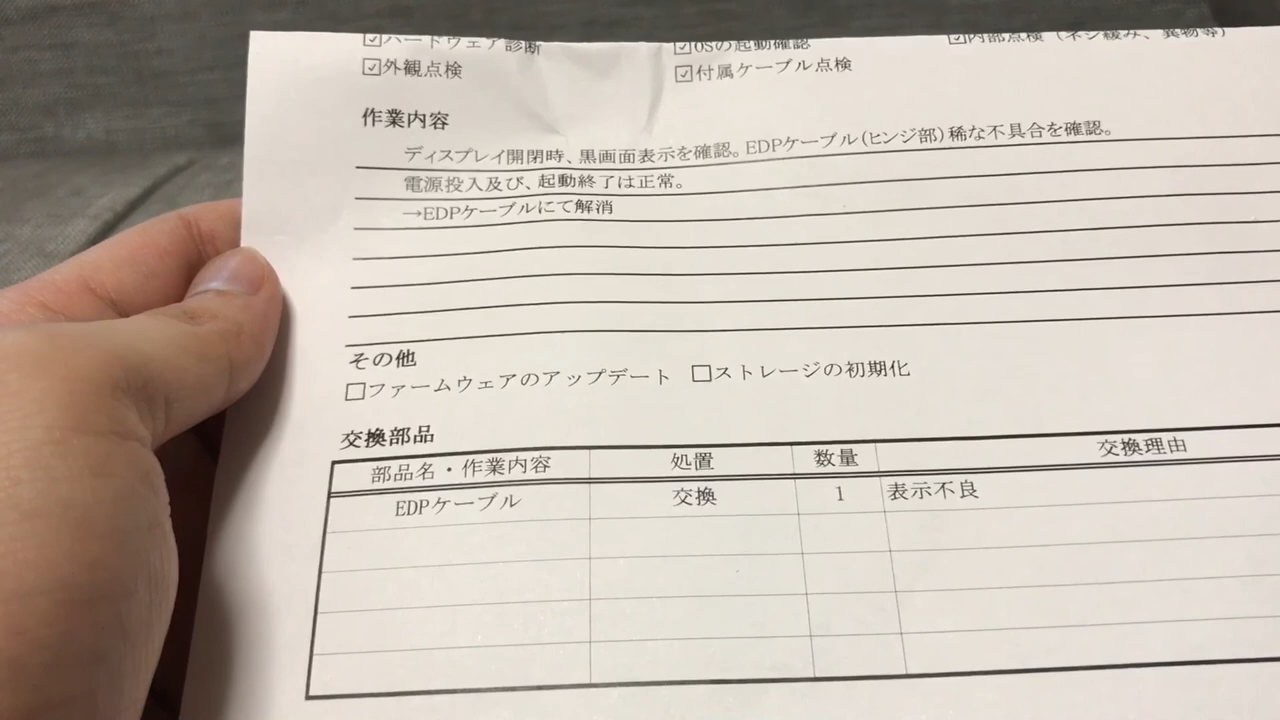 ☑ハードウェア診断 ☑OSの起動確認 ☑内部点検（ネジ緩み、異物等）
☑外観点検 ☑付属ケーブル点検
作業内容
ディスプレイ開閉時、黒画面表示を確認。EDPケーブル(ヒンジ部)稀な不具合を確認。
電源投入及び、起動終了は正常。
→EDPケーブルにて解消
その他
□ファームウェアのアップデート □ストレージの初期化
交換部品
部品名・作業内容 処置 数量 交換理由
EDPケーブル 交換 1 表示不良